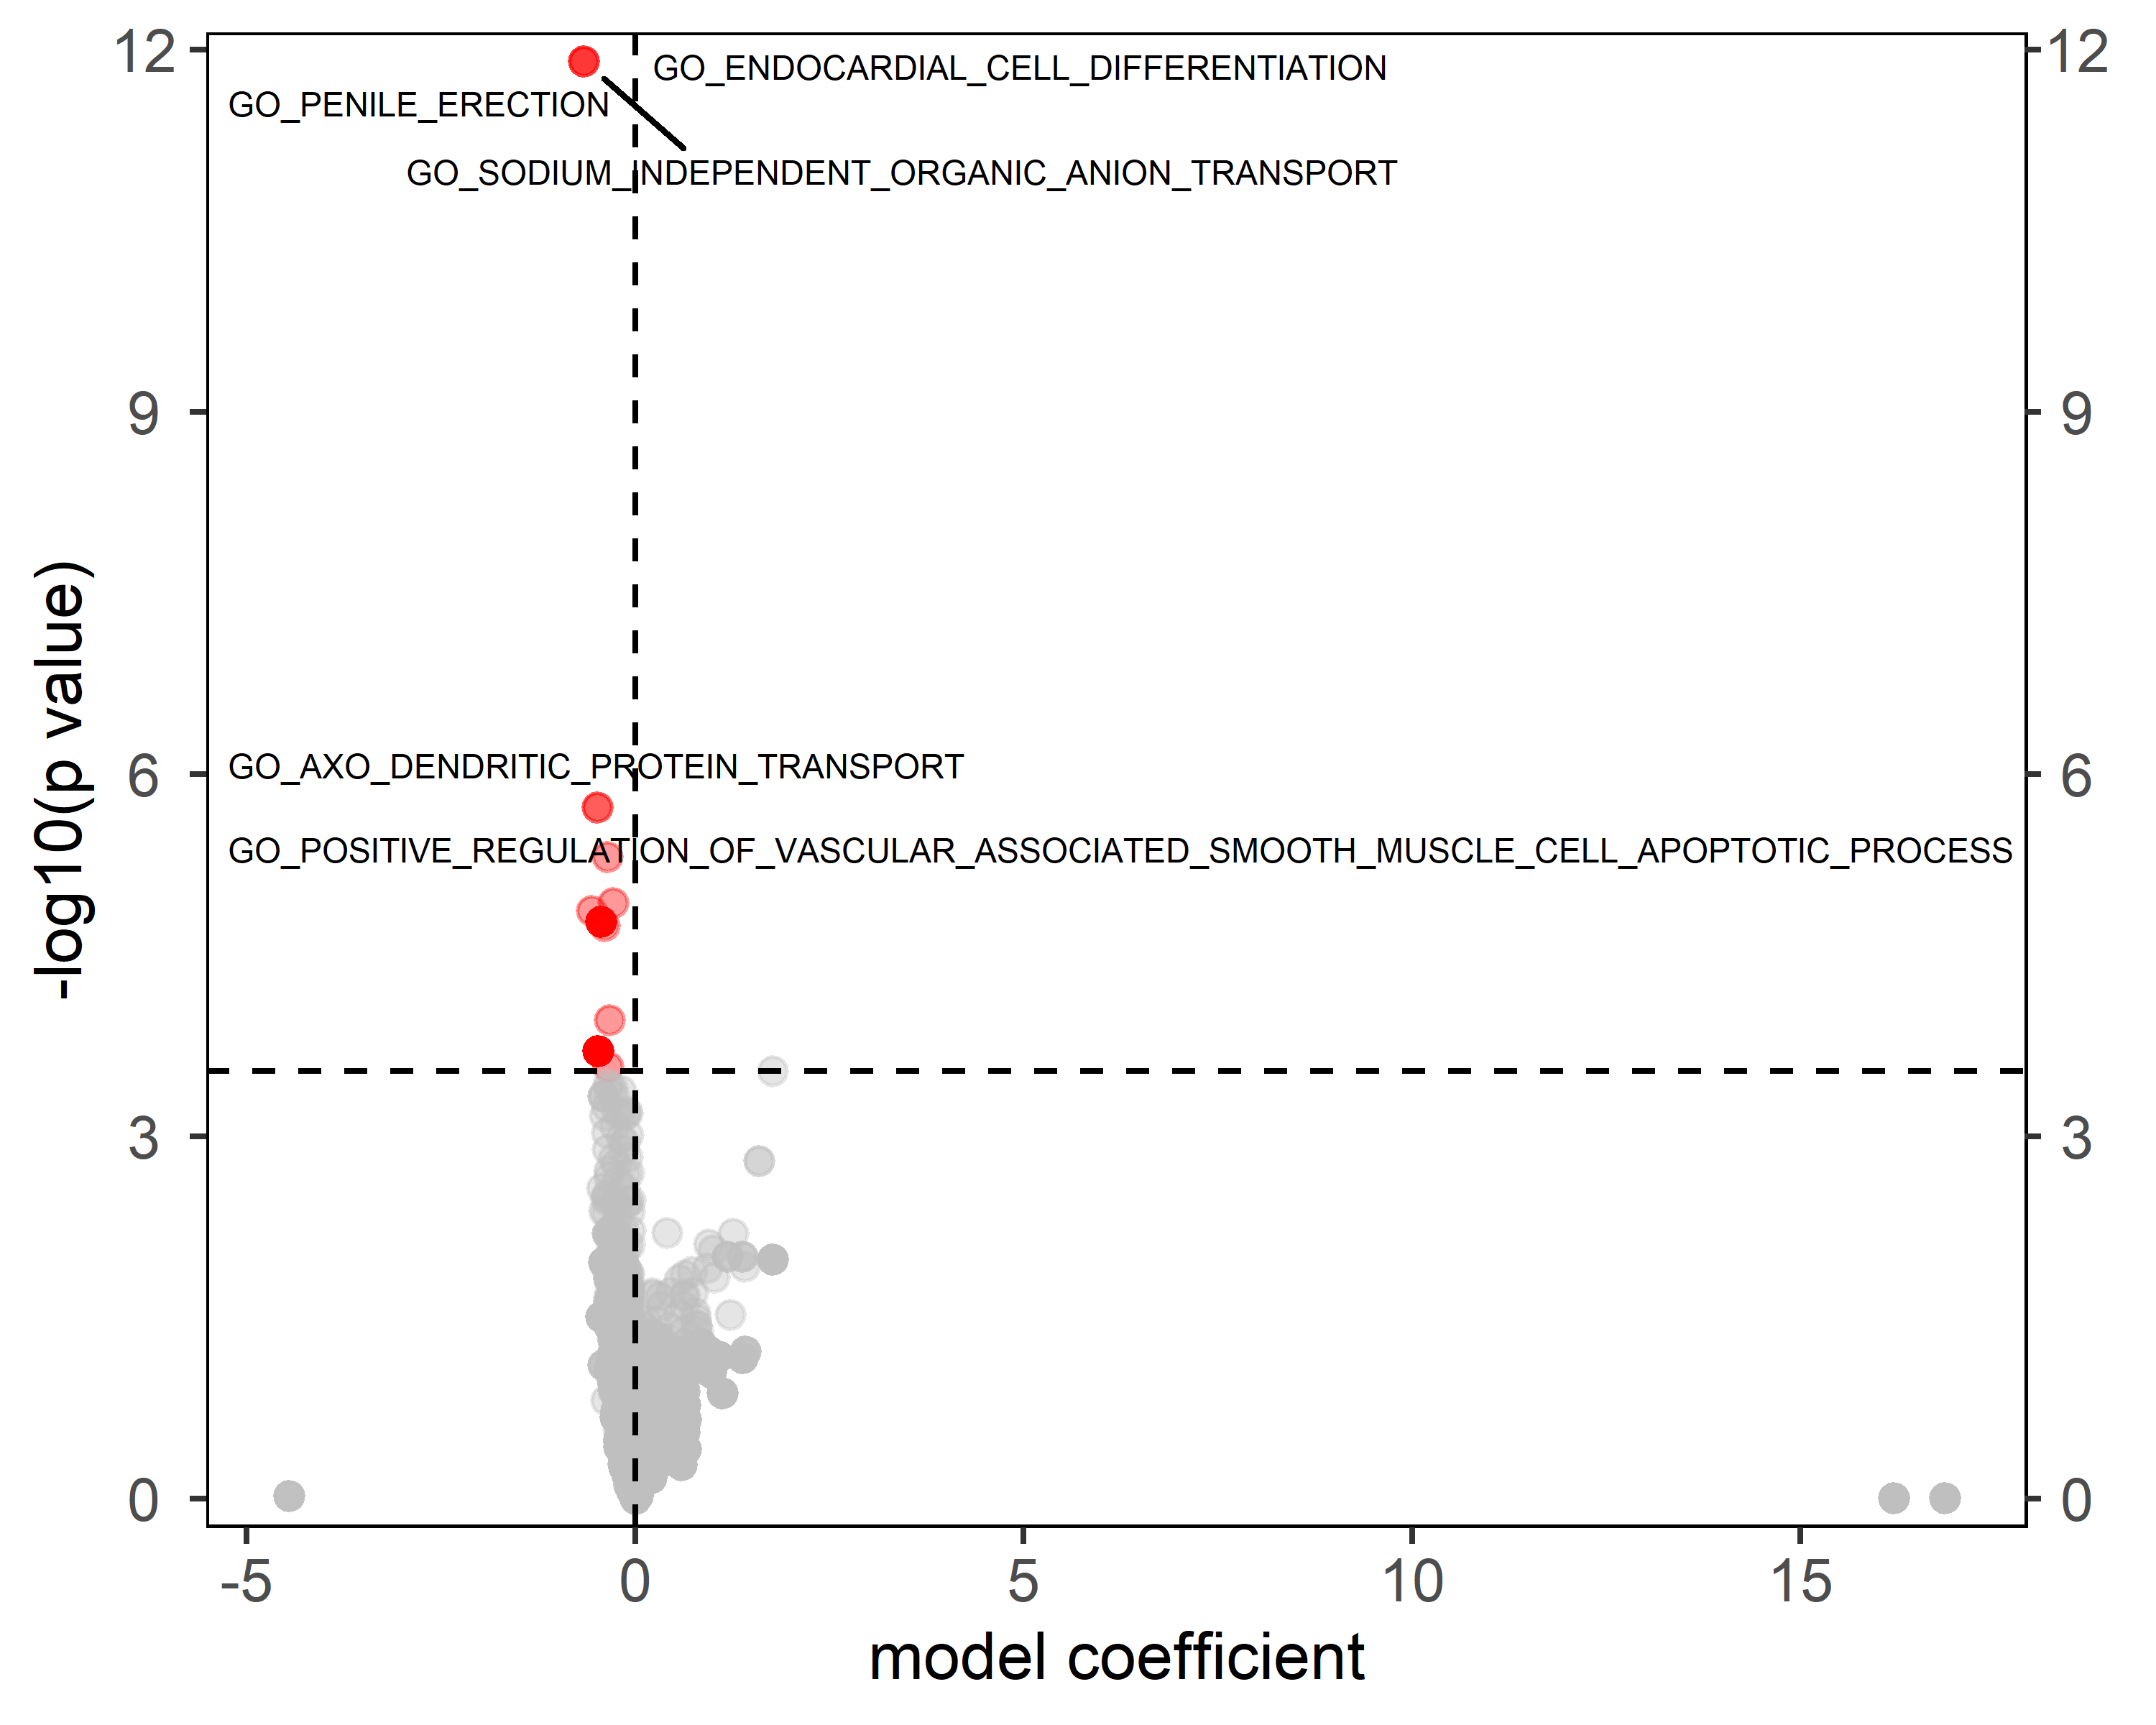 12
12
GO_ENDOCARDIAL_CELL_DIFFERENTIATION
GO_PENILE_ERECTION
GO_SODIUM_INDEPENDENT_ORGANIC_ANION_TRANSPORT
9
9
-log10(p value)
6
6
GO_AXO_DENDRITIC_PROTEIN_TRANSPORT
GO_POSITIVE_REGULATION_OF_VASCULAR_ASSOCIATED_SMOOTH_MUSCLE_CELL_APOPTOTIC_PROCESS
3
3
0
0
-5 0 5 10 15
model coefficient